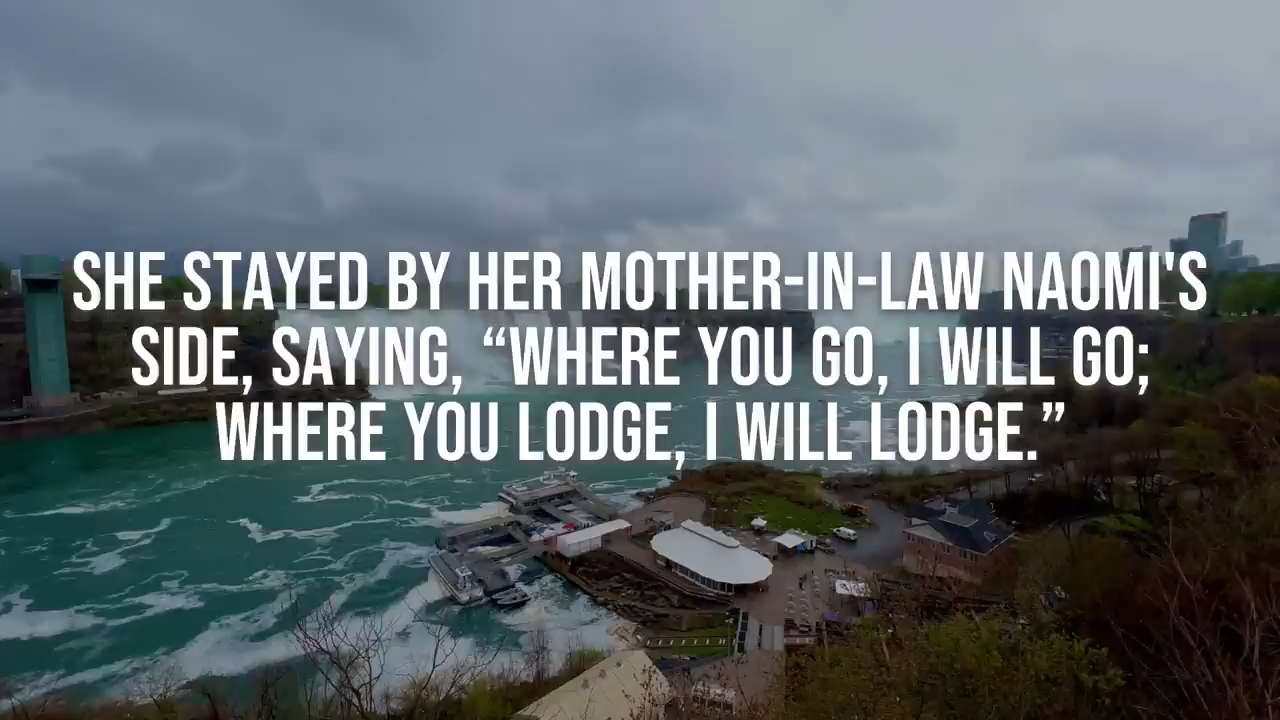 SHE STAYED BY HER MOTHER-IN-LAW NAOMI'S
SIDE, SAYING, “WHERE YOU GO, I WILL GO;
WHERE YOU LODGE, I WILL LODGE.”